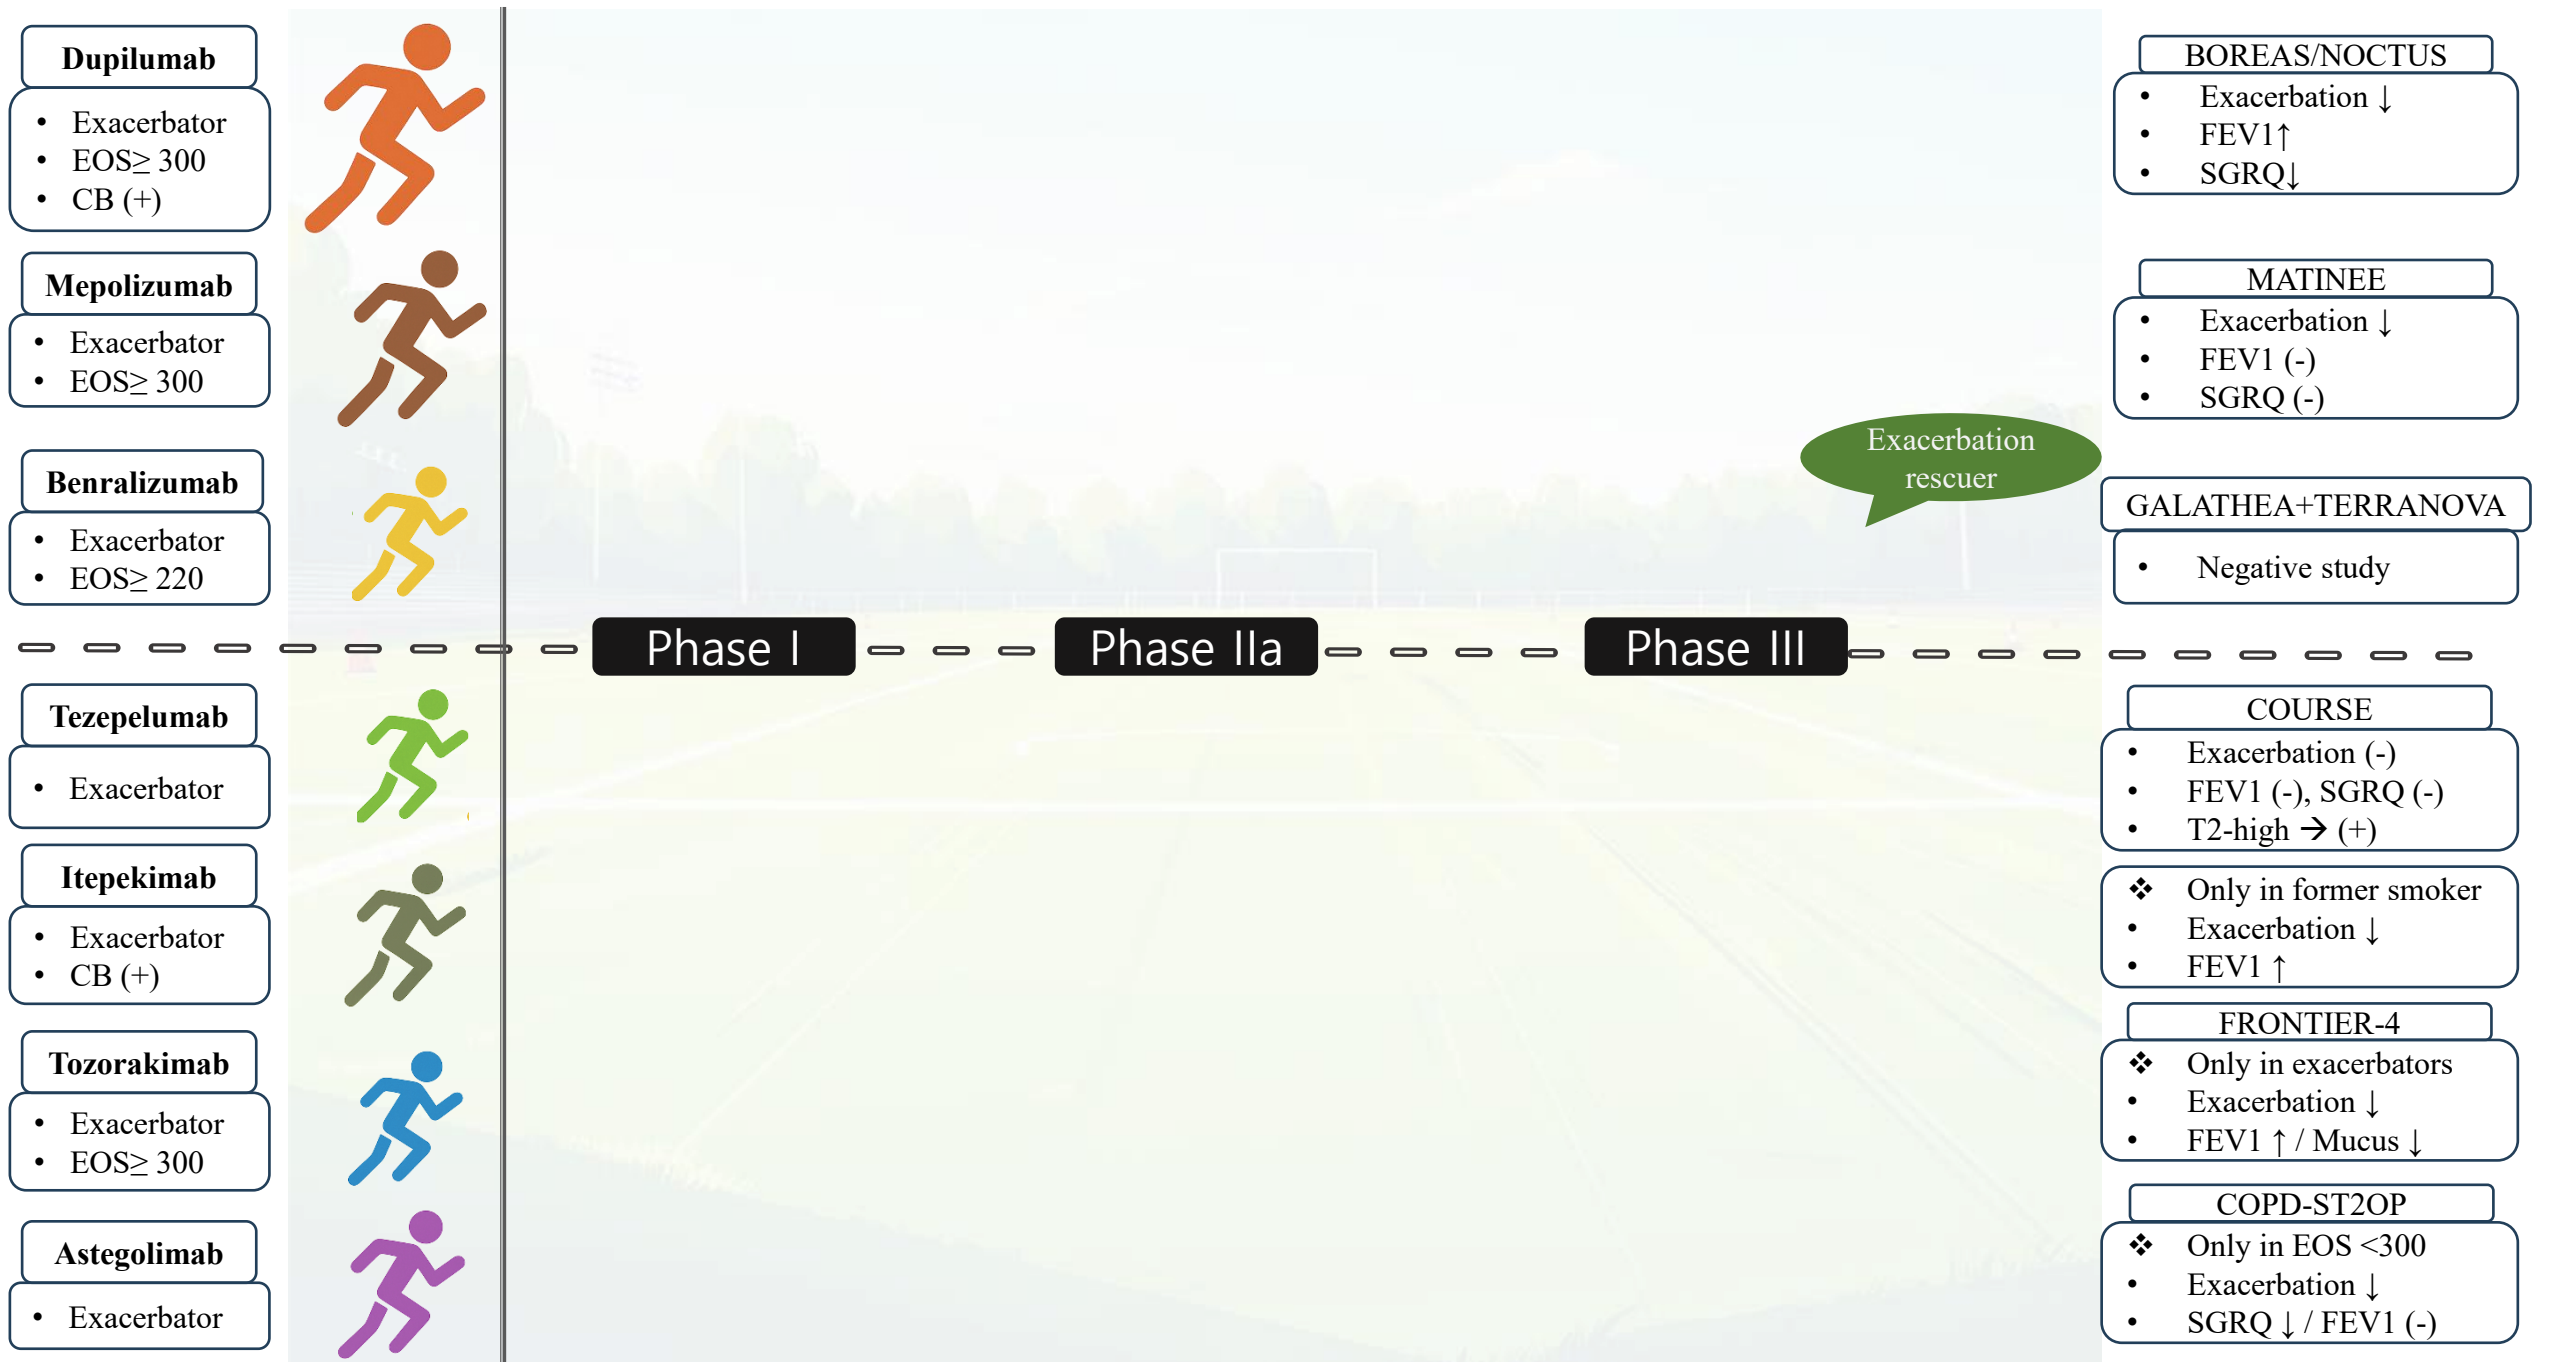 Dupilumab
• Exacerbator
• EOS≥ 300
• CB (+)
Mepolizumab
• Exacerbator
• EOS≥ 300
Benralizumab
• Exacerbator
• EOS≥ 220
Tezepelumab
• Exacerbator
Itepekimab
• Exacerbator
• CB (+)
Tozorakimab
• Exacerbator
• EOS≥ 300
Astegolimab
• Exacerbator
Phase I
Phase IIa
Phase III
Exacerbation
rescuer
BOREAS/NOCTUS
• Exacerbation ↓
• FEV1↑
• SGRQ↓
MATINEE
• Exacerbation ↓
• FEV1 (-)
• SGRQ (-)
GALATHEA+TERRANOVA
• Negative study
COURSE
• Exacerbation (-)
• FEV1 (-), SGRQ (-)
• T2-high → (+)
❖ Only in former smoker
• Exacerbation ↓
• FEV1 ↑
FRONTIER-4
❖ Only in exacerbators
• Exacerbation ↓
• FEV1 ↑ / Mucus ↓
COPD-ST2OP
❖ Only in EOS <300
• Exacerbation ↓
• SGRQ ↓ / FEV1 (-)